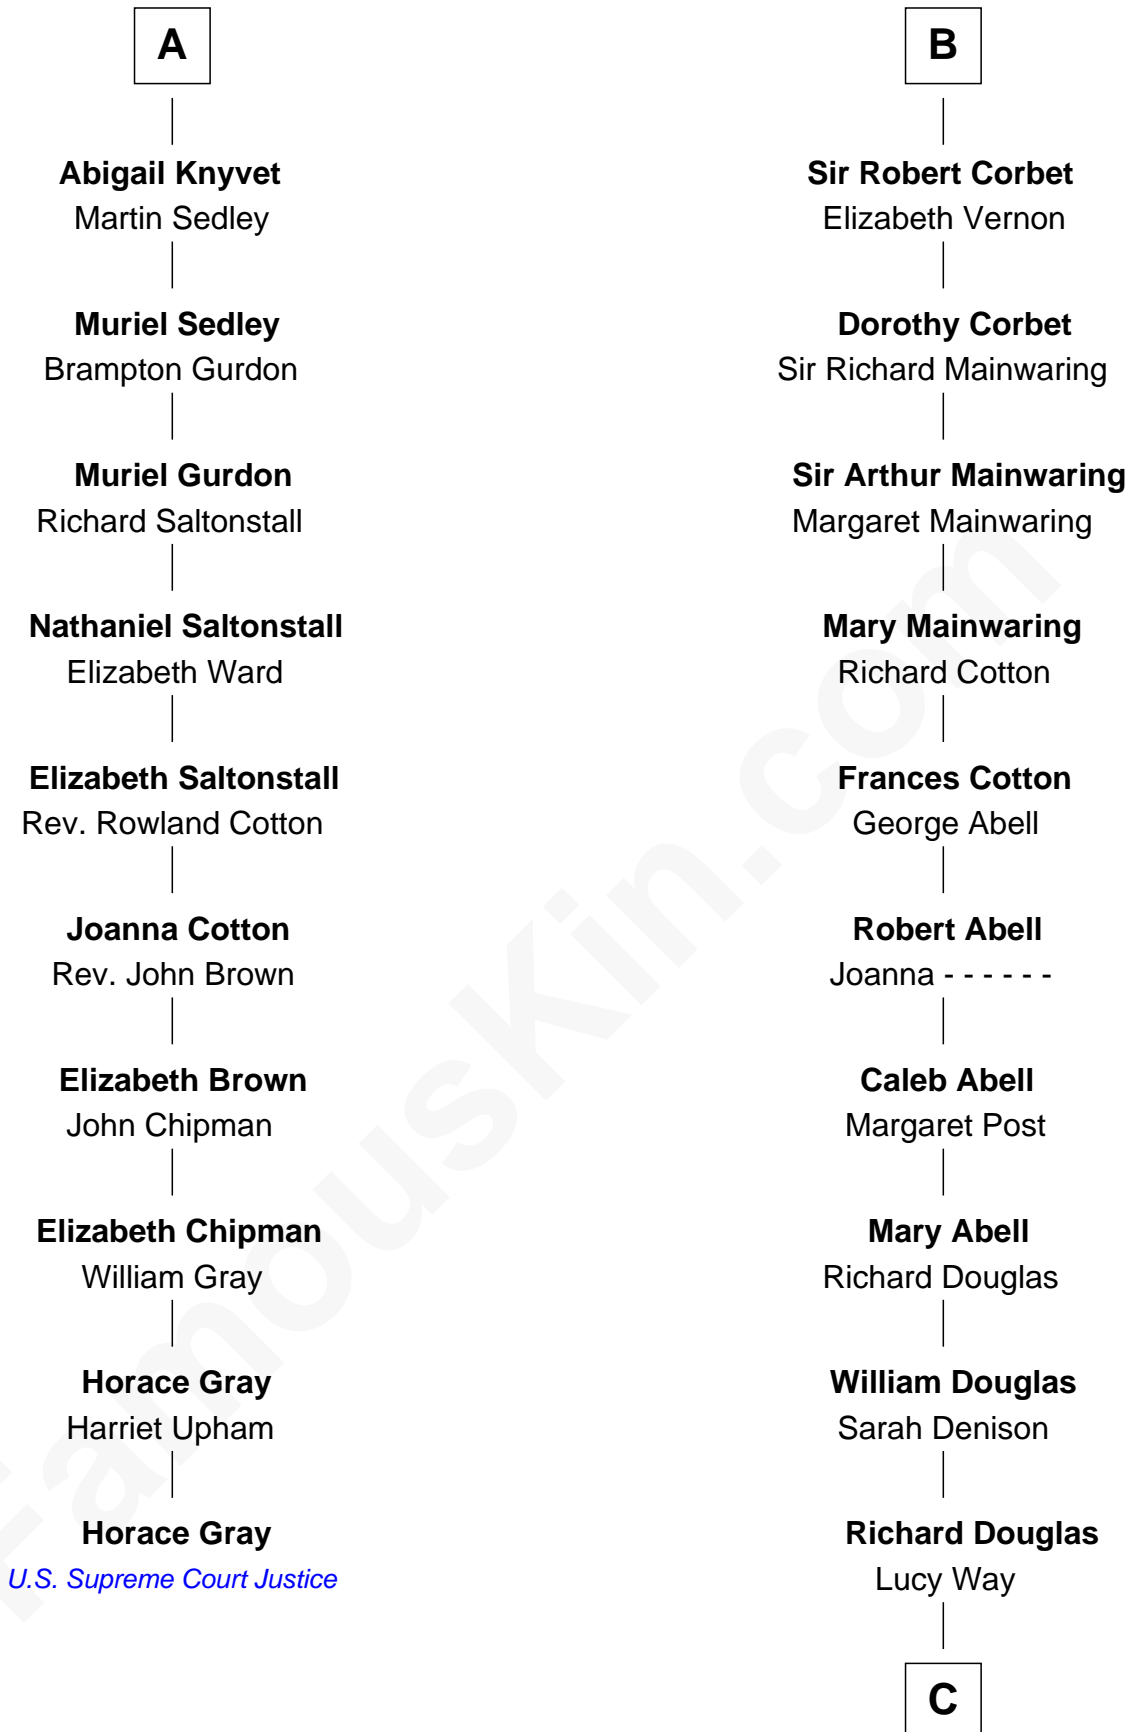 A
Abigail Knyvet
Martin Sedley
Muriel Sedley
Brampton Gurdon
Muriel Gurdon
Richard Saltonstall
Nathaniel Saltonstall
Elizabeth Ward
Elizabeth Saltonstall
Rev. Rowland Cotton
Joanna Cotton
Rev. John Brown
Elizabeth Brown
John Chipman
Elizabeth Chipman
William Gray
Horace Gray
Harriet Upham
Horace Gray
U.S. Supreme Court Justice
B
Sir Robert Corbet
Elizabeth Vernon
Dorothy Corbet
Sir Richard Mainwaring
Sir Arthur Mainwaring
Margaret Mainwaring
Mary Mainwaring
Richard Cotton
Frances Cotton
George Abell
Robert Abell
Joanna - - - - - -
Caleb Abell
Margaret Post
Mary Abell
Richard Douglas
William Douglas
Sarah Denison
Richard Douglas
Lucy Way
C
FamousKin.com